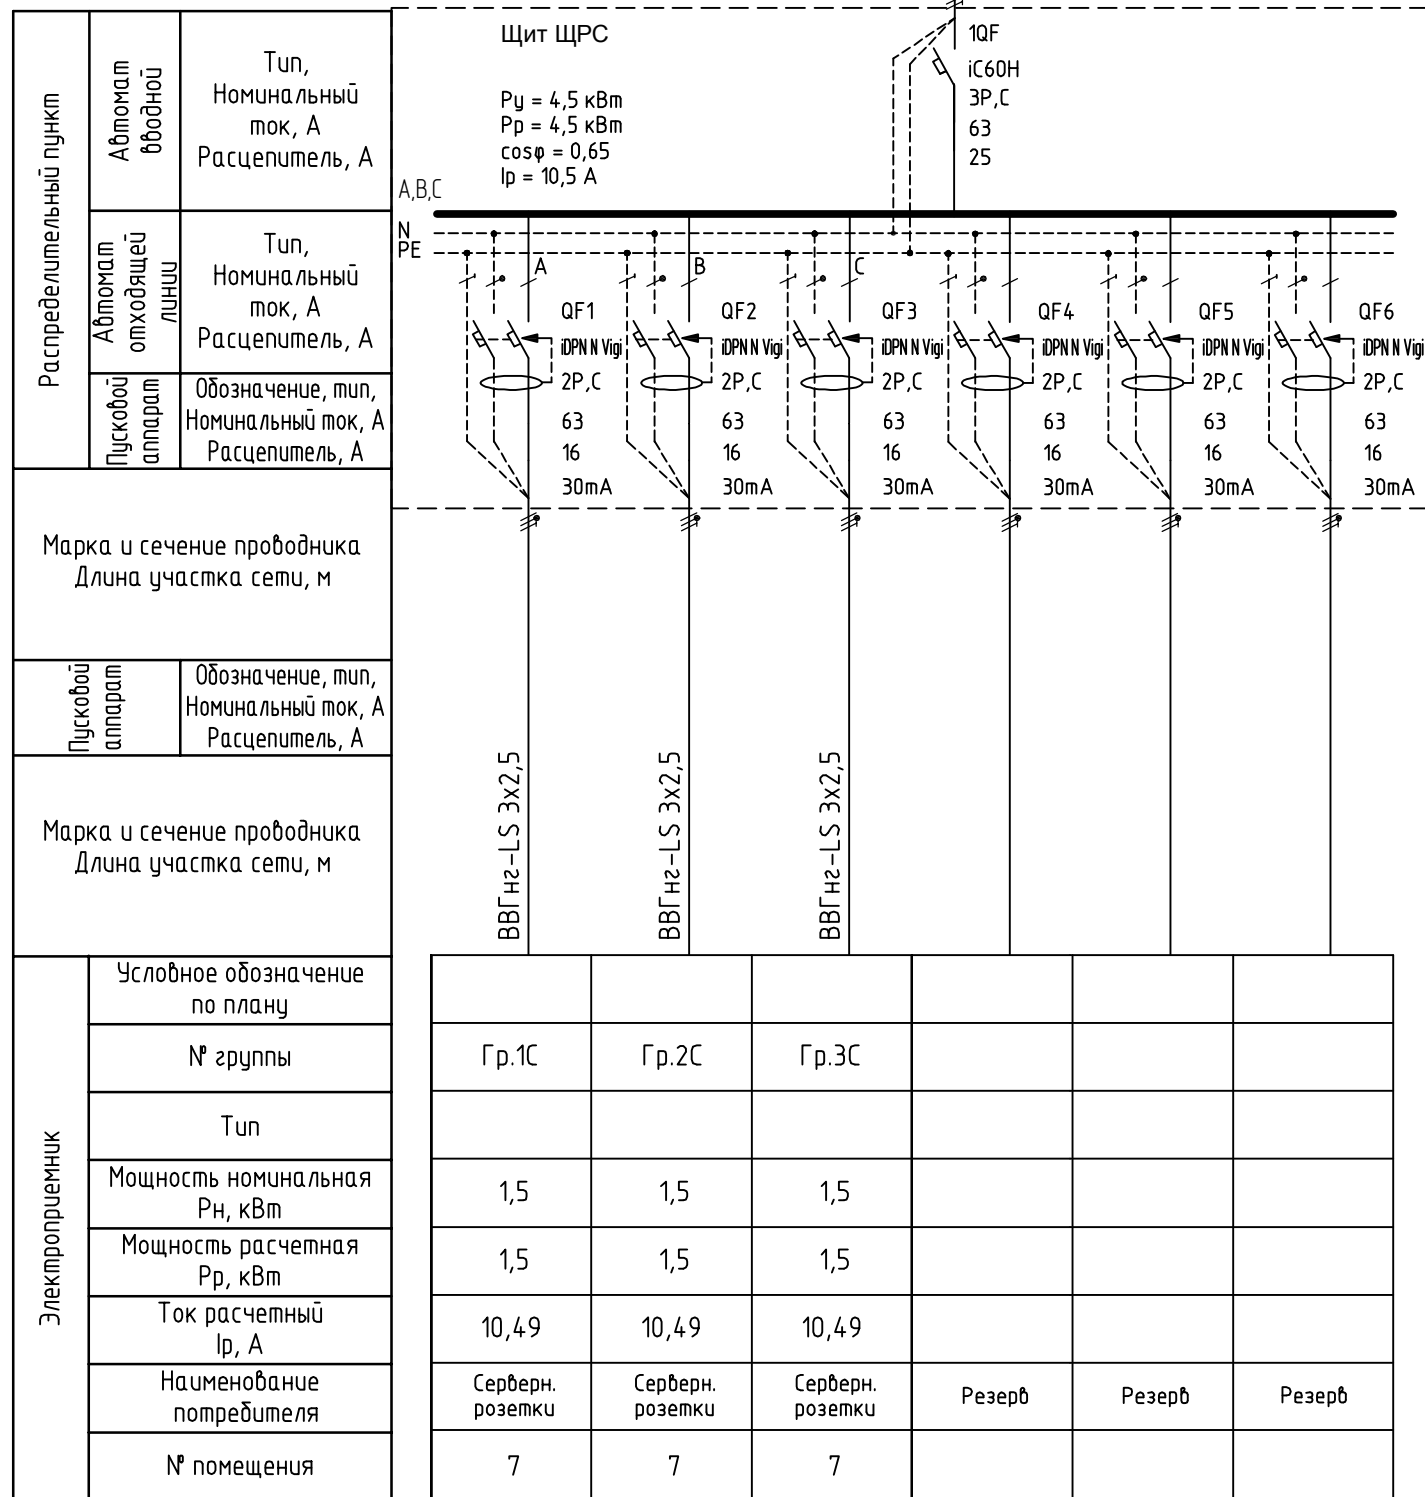 Щит ЩРС
Ру = 4,5 кВт
Рр = 4,5 кВт
cosφ = 0,65
Iр = 10,5 А
1QF
iC60H
3P,C
63
25
Распределительный пункт
Автомат
вводной
Тип,
Номинальный
ток, А
Расцепитель, А
A,B,C
N
PE
Автомат
отходящей
линии
Тип,
Номинальный
ток, А
Расцепитель, А
A
B
C
QF1
iDPN N Vigi
2P,C
63
16
30mA
QF2
iDPN N Vigi
2P,C
63
16
30mA
QF3
iDPN N Vigi
2P,C
63
16
30mA
QF4
iDPN N Vigi
2P,C
63
16
30mA
QF5
iDPN N Vigi
2P,C
63
16
30mA
QF6
iDPN N Vigi
2P,C
63
16
30mA
Пусковой
аппарат
Обозначение, тип,
Номинальный ток, А
Расцепитель, А
Марка и сечение проводника
Длина участка сети, м
Пусковой
аппарат
Обозначение, тип,
Номинальный ток, А
Расцепитель, А
Марка и сечение проводника
Длина участка сети, м
ВВГнг-LS 3x2,5
ВВГнг-LS 3x2,5
ВВГнг-LS 3x2,5
Электроприемник
Условное обозначение
по плану
№ группы
Гр.1С
Гр.2С
Гр.3С
Тип
Мощность номинальная
Рн, кВт
1,5
1,5
1,5
Мощность расчетная
Рр, кВт
1,5
1,5
1,5
Ток расчетный
Iр, А
10,49
10,49
10,49
Наименование
потребителя
Серверн.
розетки
Серверн.
розетки
Серверн.
розетки
Резерв
Резерв
Резерв
№ помещения
7
7
7